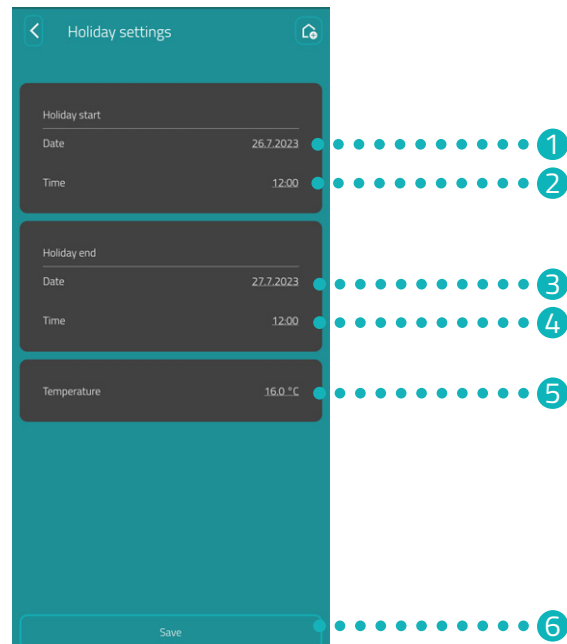 Holiday settings
Holiday start
Date 26.7.2023 1
Time 12:00 2
Holiday end
Date 27.7.2023 3
Time 12:00 4
Temperature 16.0 °C 5
Save 6